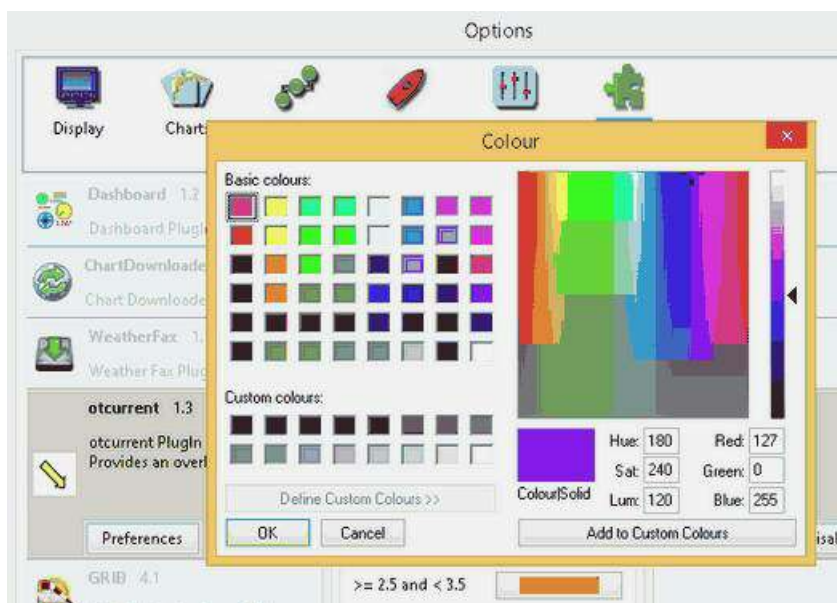 Options
Display
Charts
Colour
Dashboard 1.2
Dashboard PlugIn
ChartDownloade
Chart Downloade
WeatherFax 1.
Weather Fax Plug
otcurrent 1.3
otcurrent PlugIn
Provides an overl
Preferences
GRIB 4.1
Basic colours:
Custom colours:
Define Custom Colours >>
OK
Cancel
Colour|Solid
Hue: 180
Sat: 240
Lum: 120
Red: 127
Green: 0
Blue: 255
Add to Custom Colours
>= 2.5 and < 3.5